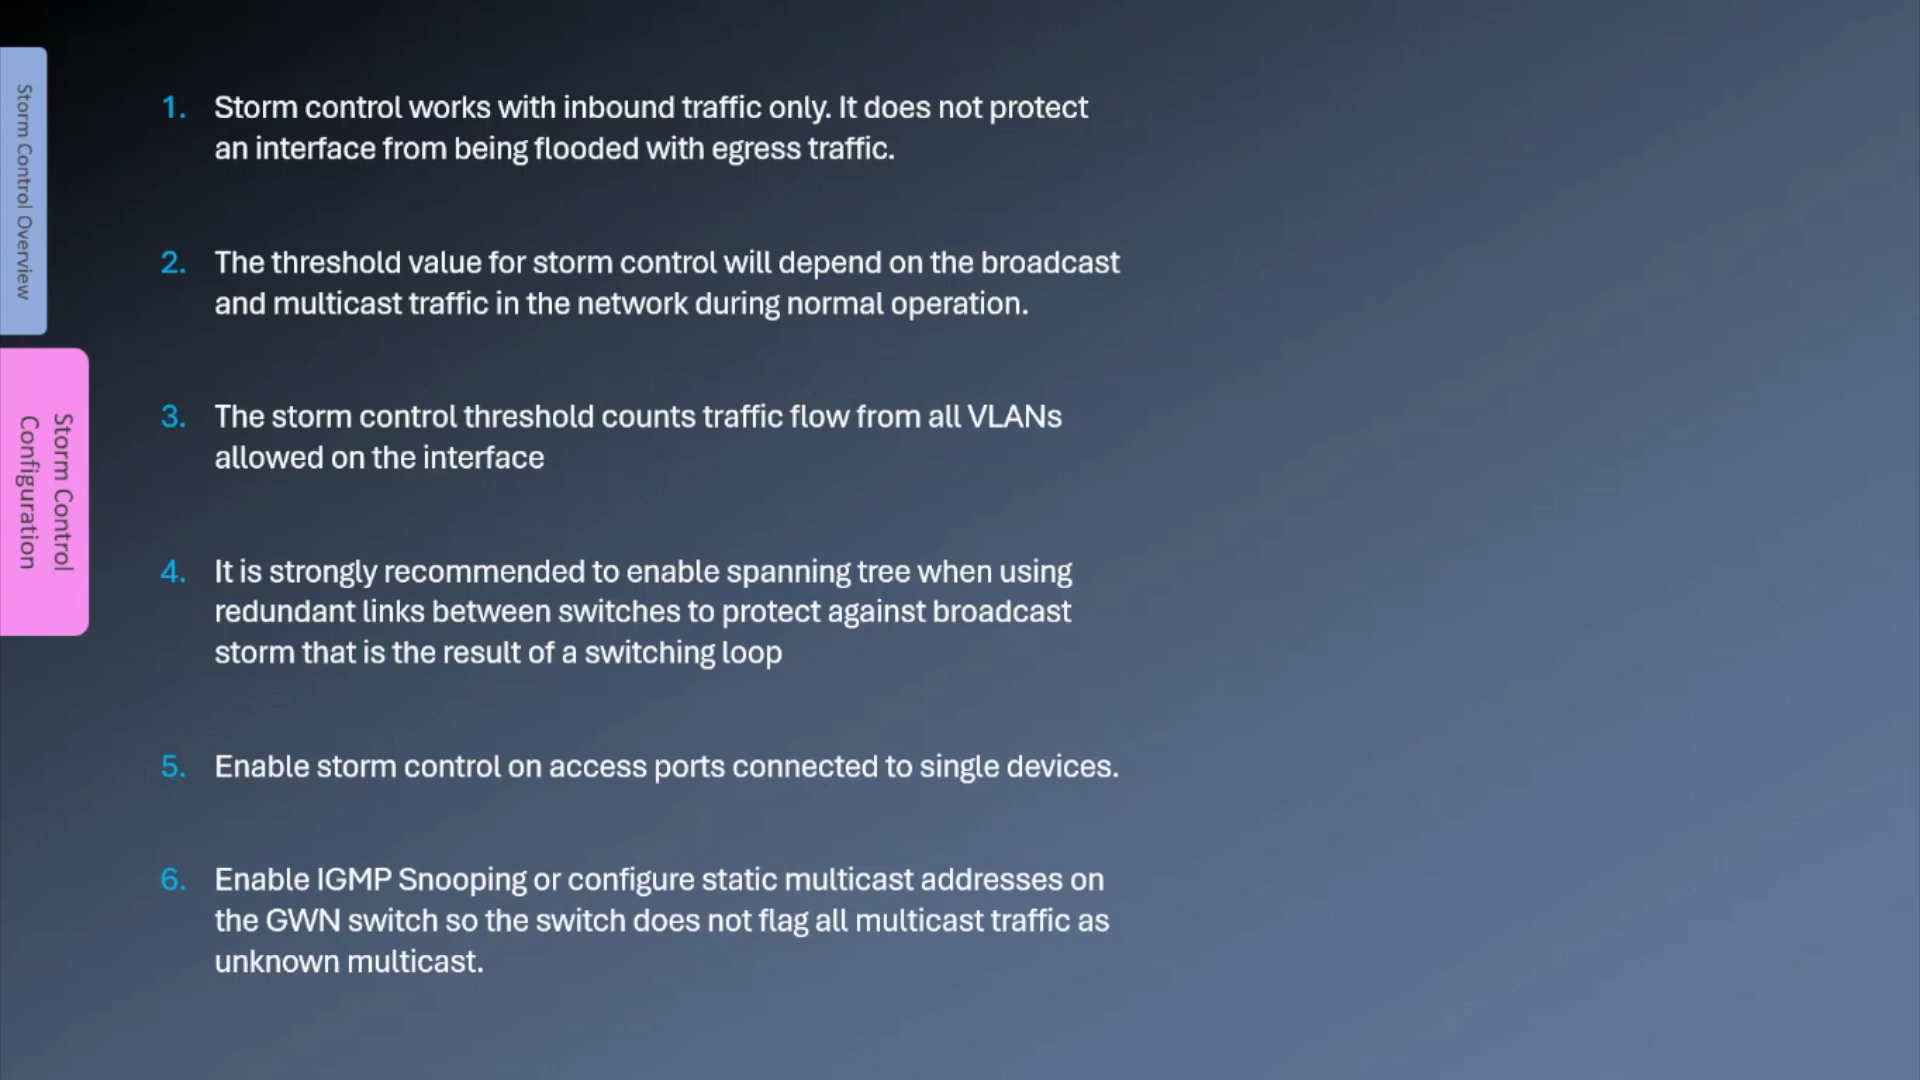 Storm Control Overview
Storm Control
Configuration
1. Storm control works with inbound traffic only. It does not protect
an interface from being flooded with egress traffic.
2. The threshold value for storm control will depend on the broadcast
and multicast traffic in the network during normal operation.
3. The storm control threshold counts traffic flow from all VLANs
allowed on the interface
4. It is strongly recommended to enable spanning tree when using
redundant links between switches to protect against broadcast
storm that is the result of a switching loop
5. Enable storm control on access ports connected to single devices.
6. Enable IGMP Snooping or configure static multicast addresses on
the GWN switch so the switch does not flag all multicast traffic as
unknown multicast.